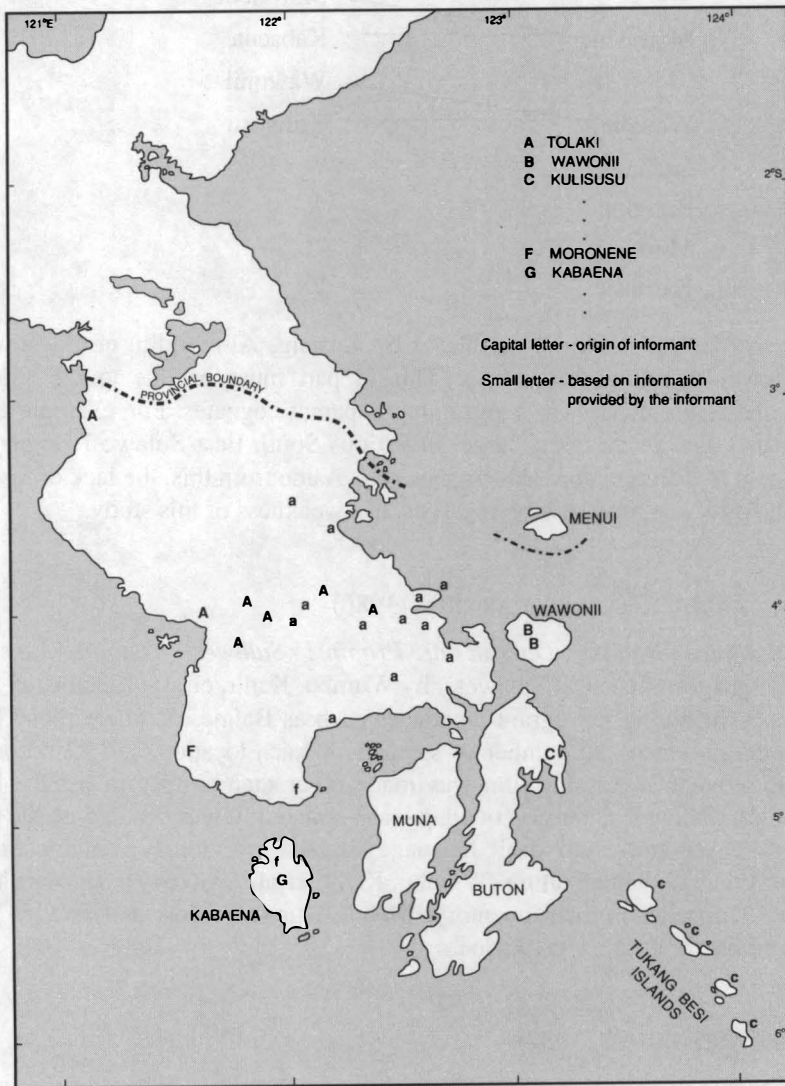 121°E
122°
123°
124°
A TOLAKI
B WAWONII
C KULISUSU
2°S
F MORONENE
G KABAENA
Capital letter - origin of informant
Small letter - based on information
provided by the informant
3°
PROVINCIAL BOUNDARY
A
a
a
MENUI
a
a
A
A
a
A
4°
WAWONII
A
A
a
a
a
a
B
B
A
a
a
a
F
C
f
5°
MUNA
f
G
BUTON
KABAENA
c
c
TUKANG BESI
ISLANDS
c
c
6°